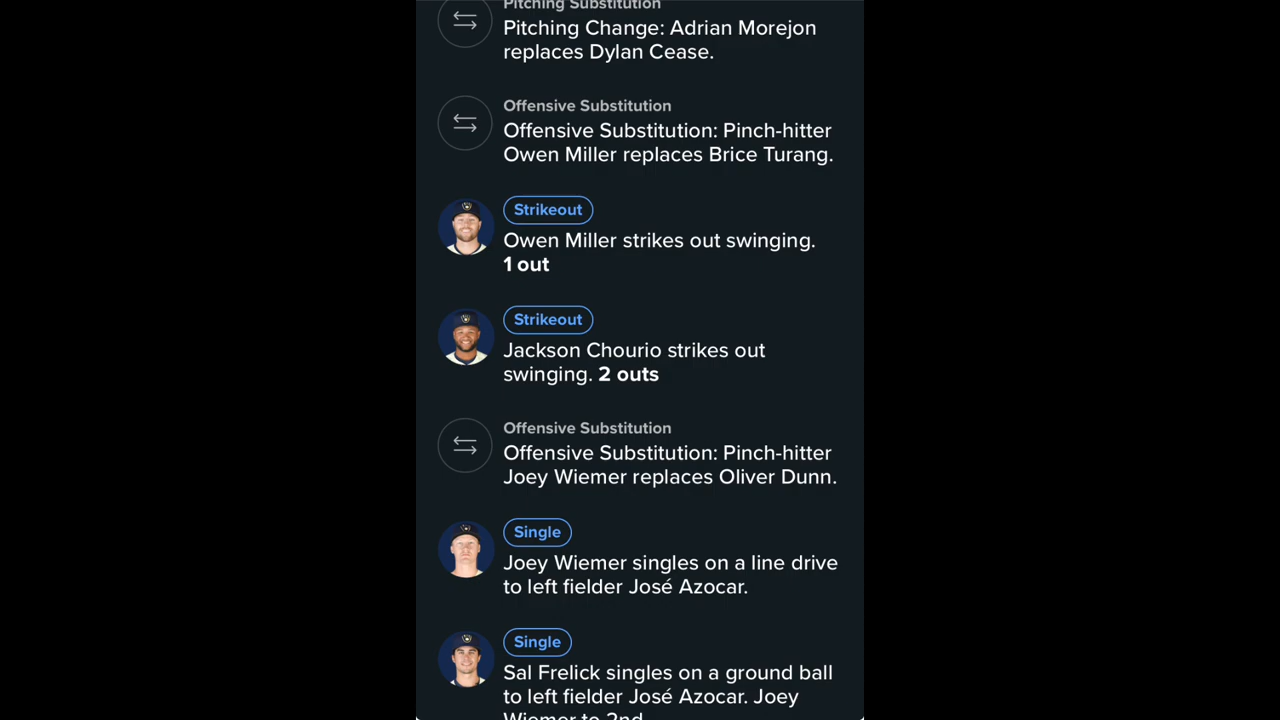 Pitching Substitution
Pitching Change: Adrian Morejon
replaces Dylan Cease.
Offensive Substitution
Offensive Substitution: Pinch-hitter
Owen Miller replaces Brice Turang.
Strikeout
Owen Miller strikes out swinging.
1 out
Strikeout
Jackson Chourio strikes out
swinging. 2 outs
Offensive Substitution
Offensive Substitution: Pinch-hitter
Joey Wiemer replaces Oliver Dunn.
Single
Joey Wiemer singles on a line drive
to left fielder José Azocar.
Single
Sal Frelick singles on a ground ball
to left fielder José Azocar. Joey
Wiemer to 2nd.